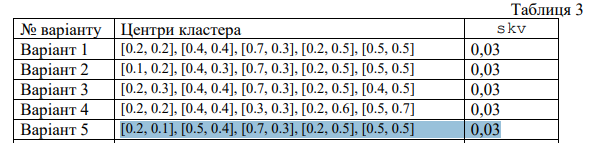 Таблиця 3
№ варіанту Центри кластера skv
Варіант 1 [0.2, 0.2], [0.4, 0.4], [0.7, 0.3], [0.2, 0.5], [0.5, 0.5] 0,03
Варіант 2 [0.1, 0.2], [0.4, 0.3], [0.7, 0.3], [0.2, 0.5], [0.5, 0.5] 0,03
Варіант 3 [0.2, 0.3], [0.4, 0.4], [0.7, 0.3], [0.2, 0.5], [0.4, 0.5] 0,03
Варіант 4 [0.2, 0.2], [0.4, 0.4], [0.3, 0.3], [0.2, 0.6], [0.5, 0.7] 0,03
Варіант 5 [0.2, 0.1], [0.5, 0.4], [0.7, 0.3], [0.2, 0.5], [0.5, 0.5] 0,03